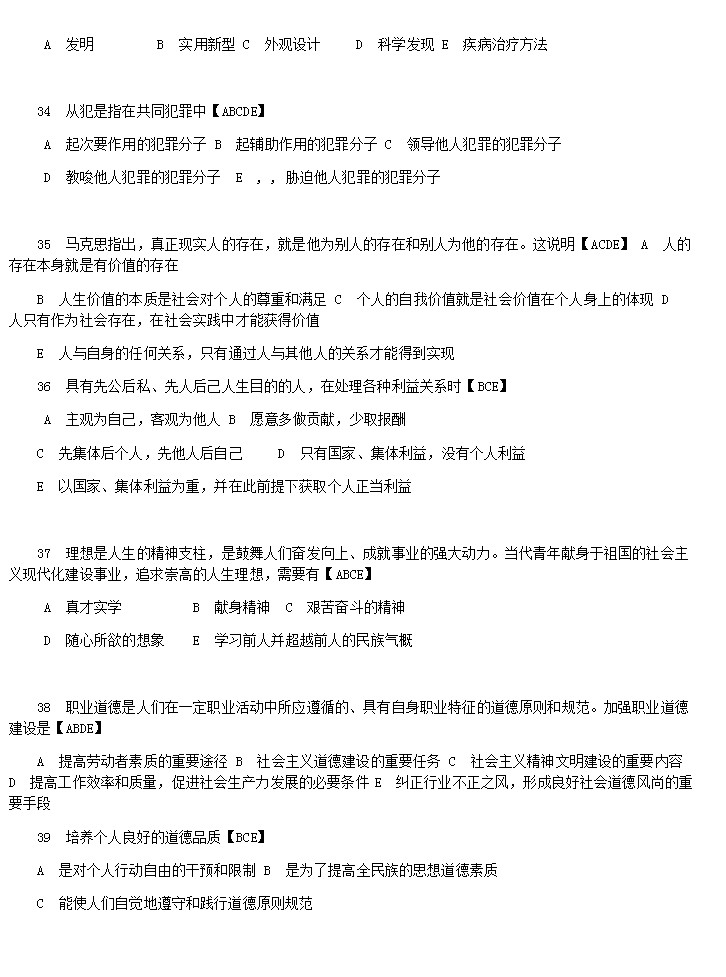 A 发明 B 实用新型 C 外观设计 D 科学发现 E 疾病治疗方法
34 从犯是指在共同犯罪中【ABCDE】
A 起次要作用的犯罪分子 B 起辅助作用的犯罪分子 C 领导他人犯罪的犯罪分子
D 教唆他人犯罪的犯罪分子 E ，，胁迫他人犯罪的犯罪分子
35 马克思指出，真正现实人的存在，就是他为别人的存在和别人为他的存在。这说明【ACDE】 A 人的
存在本身就是有价值的存在
B 人生价值的本质是社会对个人的尊重和满足 C 个人的自我价值就是社会价值在个人身上的体现 D
人只有作为社会存在，在社会实践中才能获得价值
E 人与自身的任何关系，只有通过人与其他人的关系才能得到实现
36 具有先公后私、先人后己人生目的的人，在处理各种利益关系时【BCE】
A 主观为自己，客观为他人 B 愿意多做贡献，少取报酬
C 先集体后个人，先他人后自己 D 只有国家、集体利益，没有个人利益
E 以国家、集体利益为重，并在此前提下获取个人正当利益
37 理想是人生的精神支柱，是鼓舞人们奋发向上、成就事业的强大动力。当代青年献身于祖国的社会主
义现代化建设事业，追求崇高的人生理想，需要有【ABCE】
A 真才实学 B 献身精神 C 艰苦奋斗的精神
D 随心所欲的想象 E 学习前人并超越前人的民族气概
38 职业道德是人们在一定职业活动中所应遵循的、具有自身职业特征的道德原则和规范。加强职业道德
建设是【ABDE】
A 提高劳动者素质的重要途径 B 社会主义道德建设的重要任务 C 社会主义精神文明建设的重要内容
D 提高工作效率和质量，促进社会生产力发展的必要条件 E 纠正行业不正之风，形成良好社会道德风尚的重
要手段
39 培养个人良好的道德品质【BCE】
A 是对个人行动自由的干预和限制 B 是为了提高全民族的思想道德素质
C 能使人们自觉地遵守和践行道德原则规范